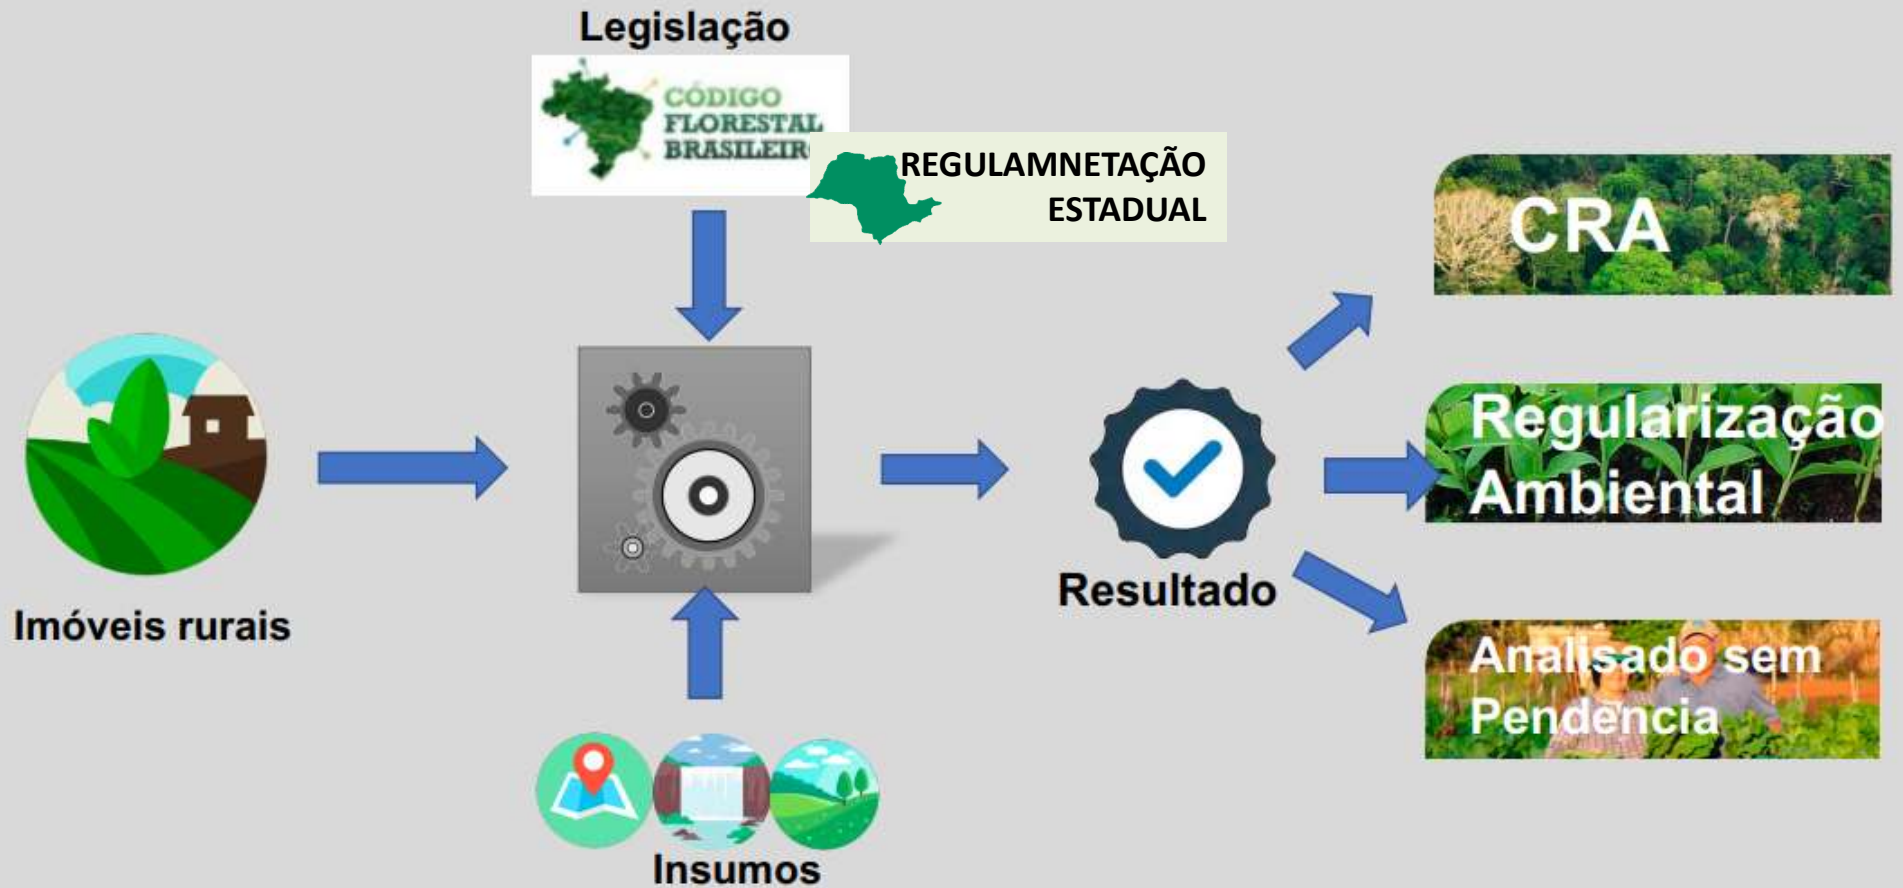 Legislação
CÓDIGO
FLORESTAL
BRASILEIR
REGULAMNETAÇÃO
ESTADUAL
Imóveis rurais
Insumos
Resultado
CRA
Regularização
Ambiental
Analisado sem
Pendencia